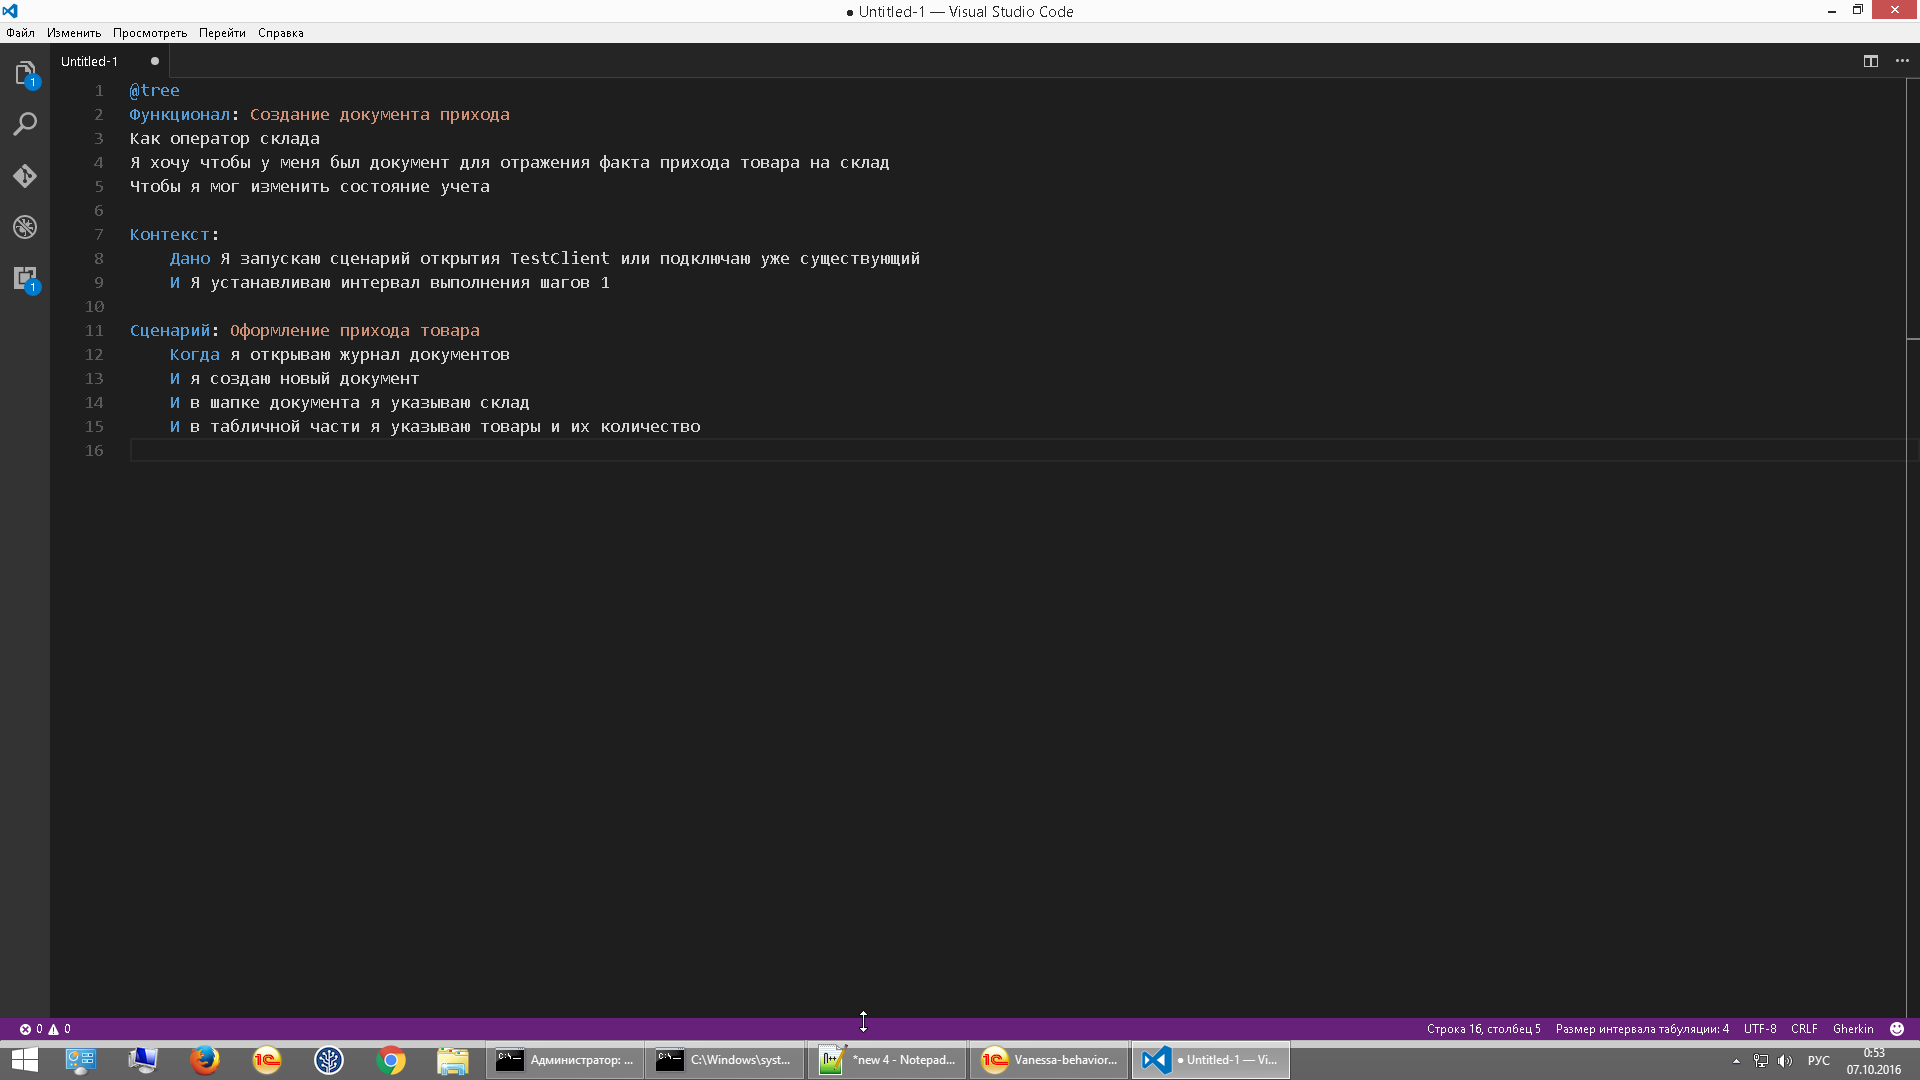 ● Untitled-1 — Visual Studio Code
Файл Изменить Просмотреть Перейти Справка
Untitled-1
1 @tree
2 Функционал: Создание документа прихода
3 Как оператор склада
4 Я хочу чтобы у меня был документ для отражения факта прихода товара на склад
5 Чтобы я мог изменить состояние учета
6
7 Контекст:
8 Дано Я запускаю сценарий открытия TestClient или подключаю уже существующий
9 И Я устанавливаю интервал выполнения шагов 1
10
11 Сценарий: Оформление прихода товара
12 Когда я открываю журнал документов
13 И я создаю новый документ
14 И в шапке документа я указываю склад
15 И в табличной части я указываю товары и их количество
16
1
1
0 0 Строка 16, столбец 5 Размер интервала табуляции: 4 UTF-8 CRLF Gherkin
Администратор: ... C:\Windows\syst... *new 4 - Notepad... Vanessa-behavior... ● Untitled-1 — Vi... РУС 0:53
07.10.2016